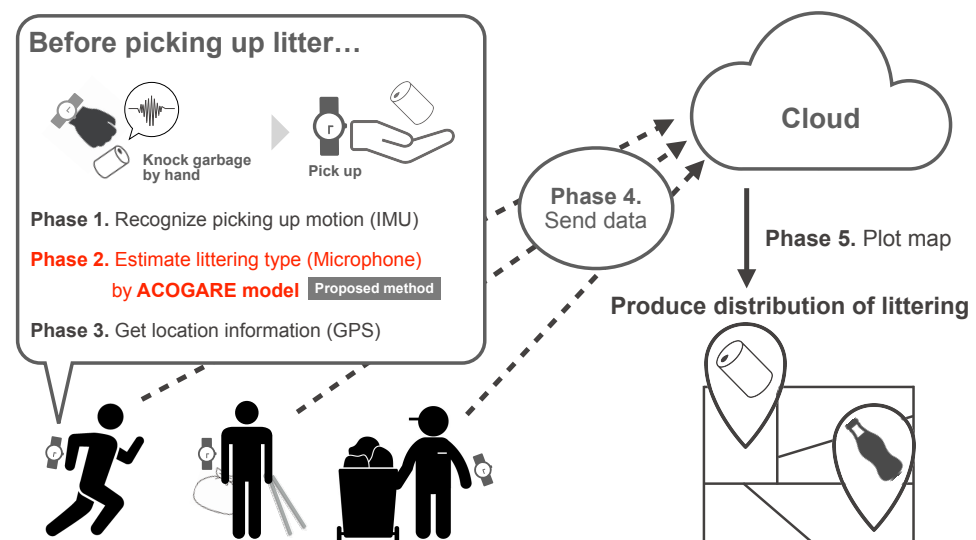 Before picking up litter…
Knock garbage
by hand
Pick up
Phase 1. Recognize picking up motion (IMU)
Phase 2. Estimate littering type (Microphone)
by ACOGARE model Proposed method
Phase 3. Get location information (GPS)
Phase 4.
Send data
Cloud
Phase 5. Plot map
Produce distribution of littering